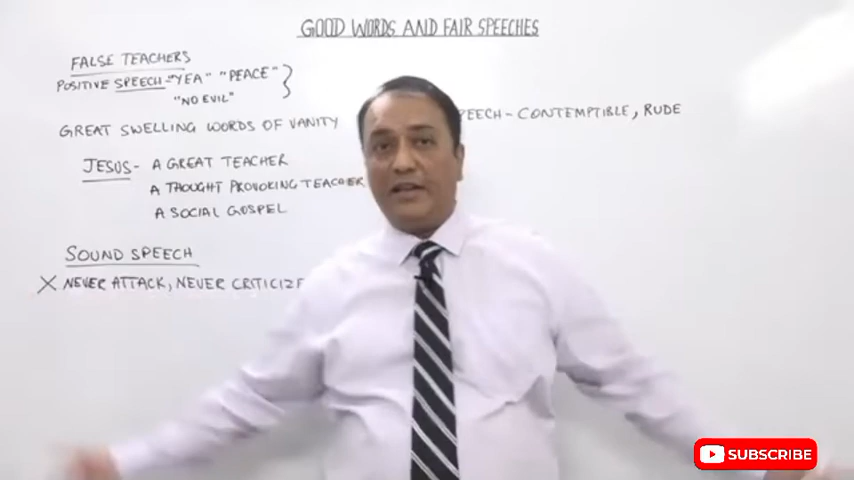 GOOD WORDS AND FAIR SPEECHES
FALSE TEACHERS
POSITIVE SPEECH-"YEA" "PEACE"
"NO EVIL"
GREAT SWELLING WORDS OF VANITY
PEECH - CONTEMPTIBLE, RUDE
JESUS- A GREAT TEACHER
A THOUGHT PROVOKING TEACHER
A SOCIAL GOSPEL
SOUND SPEECH
X NEVER ATTACK, NEVER CRITICIZE
SUBSCRIBE